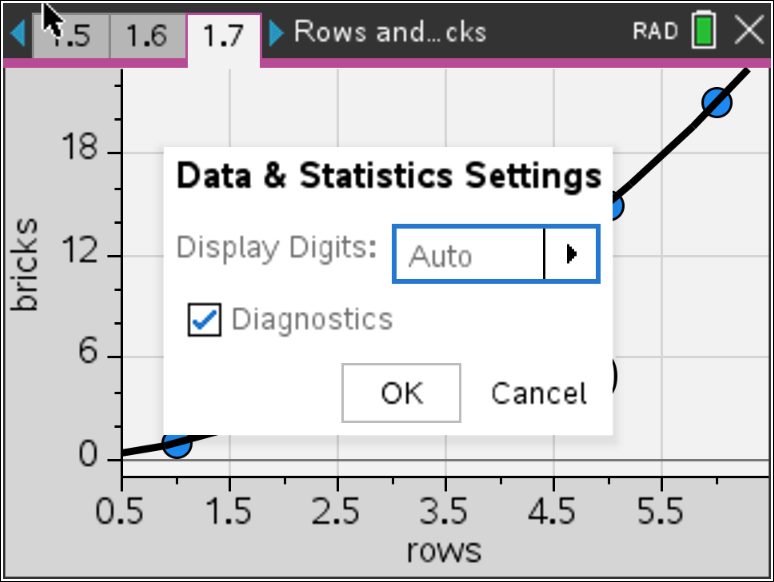 1.5 1.6 1.7 Rows and…cks RAD
18
12
6
0
bricks
Data & Statistics Settings
Display Digits: Auto
Diagnostics
OK Cancel
0.5 1.5 2.5 3.5 4.5 5.5
rows